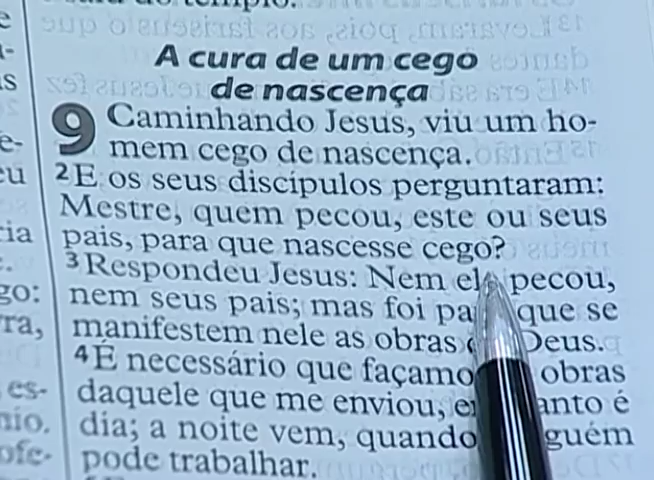 A cura de um cego
de nascença
9 Caminhando Jesus, viu um ho-
mem cego de nascença.
2 E os seus discípulos perguntaram:
Mestre, quem pecou, este ou seus
pais, para que nascesse cego?
3 Respondeu Jesus: Nem el pecou,
nem seus pais; mas foi pa que se
manifestem nele as obras Deus.
4 É necessário que façamo obras
daquele que me enviou, e anto é
dia; a noite vem, quando guém
pode trabalhar.